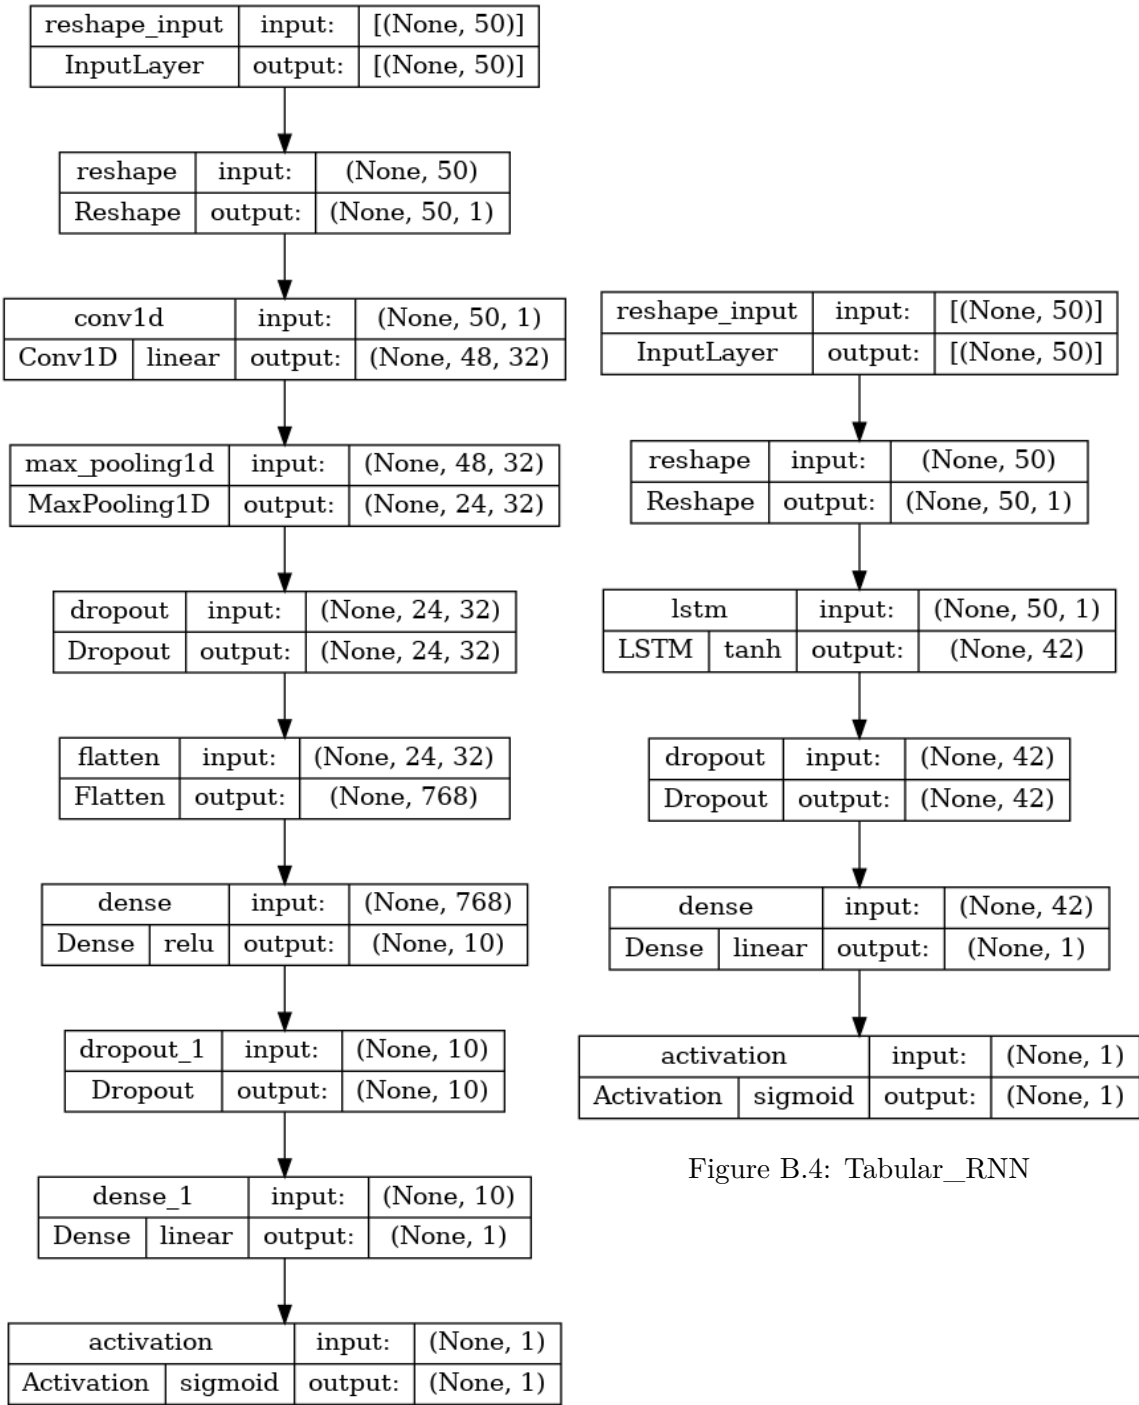 reshape_input input: [(None, 50)]
InputLayer output: [(None, 50)]
reshape input: (None, 50)
Reshape output: (None, 50, 1)
conv1d input: (None, 50, 1)
Conv1D linear output: (None, 48, 32)
max_pooling1d input: (None, 48, 32)
MaxPooling1D output: (None, 24, 32)
dropout input: (None, 24, 32)
Dropout output: (None, 24, 32)
flatten input: (None, 24, 32)
Flatten output: (None, 768)
dense input: (None, 768)
Dense relu output: (None, 10)
dropout_1 input: (None, 10)
Dropout output: (None, 10)
dense_1 input: (None, 10)
Dense linear output: (None, 1)
activation input: (None, 1)
Activation sigmoid output: (None, 1)
reshape_input input: [(None, 50)]
InputLayer output: [(None, 50)]
reshape input: (None, 50)
Reshape output: (None, 50, 1)
lstm input: (None, 50, 1)
LSTM tanh output: (None, 42)
dropout input: (None, 42)
Dropout output: (None, 42)
dense input: (None, 42)
Dense linear output: (None, 1)
activation input: (None, 1)
Activation sigmoid output: (None, 1)
Figure B.4: Tabular_RNN